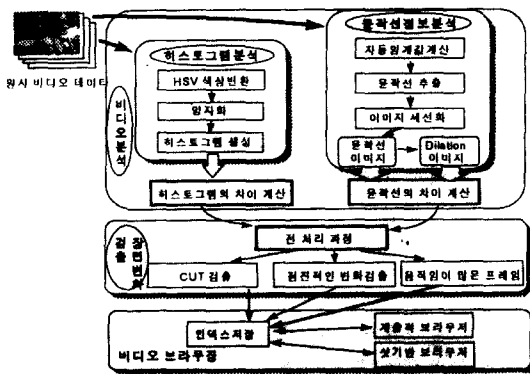 원시 비디오 데이터
비디오분석
히스토그램분석
HSV 색심변환
양자화
히스토그램 생성
히스토그램의 차이 계산
윤곽선정보분석
자동임계값계산
윤곽선 추출
이미지 세선화
윤곽선
이미지
Dilation
이미지
윤곽선의 차이 계산
장면변화
검출
전 처리 과정
CUT 검출
점진적인 변화검출
움직임이 많은 프레임
인덱스저장
계층적 브라우저
샷기반 브라우저
비디오 브라우징